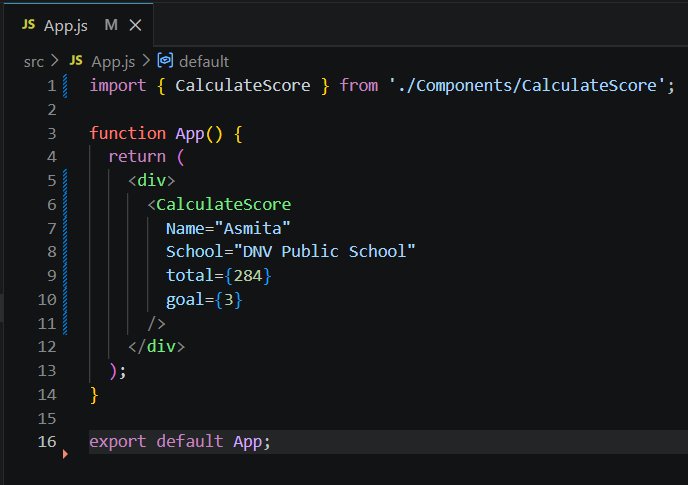 JS App.js M
src > JS App.js > default
1 import { CalculateScore } from './Components/CalculateScore';
2
3 function App() {
4   return (
5     <div>
6       <CalculateScore
7         Name="Asmita"
8         School="DNV Public School"
9         total={284}
10         goal={3}
11       />
12     </div>
13   );
14 }
15
16 export default App;